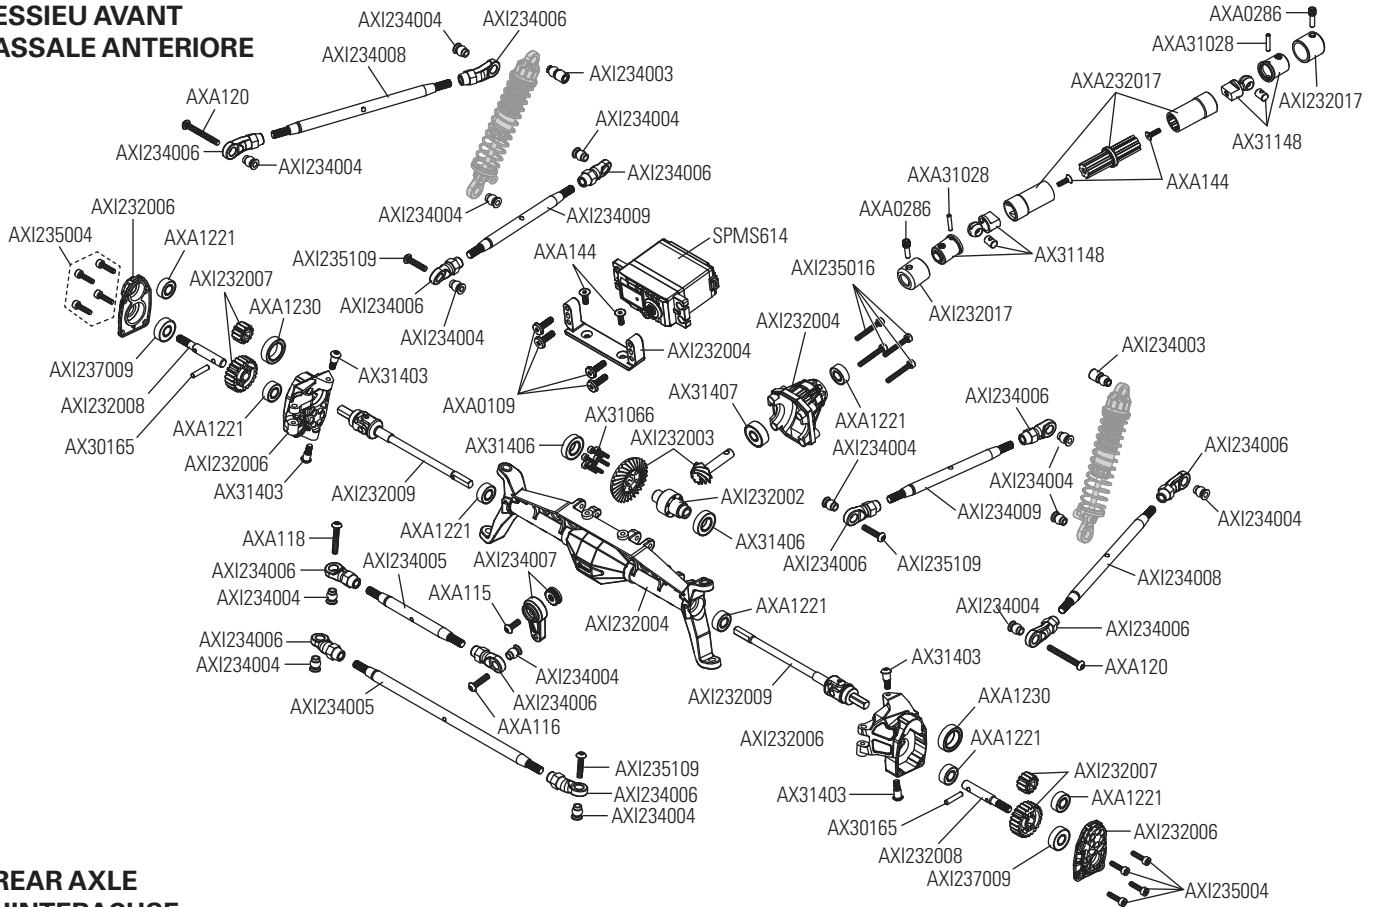 ESSIEU AVANT
ASSALE ANTERIORE
AXI234004
AXI234006
AXI234008
AXI234003
AXA120
AXI234006
AXI234004
AXI234004
AXI234006
AXI234004
AXI234009
AXI235109
AXI234006
AXI234004
AXA0286
AXA31028
AXA232017
AXI232017
AX31148
AXA144
AXA31028
AXA0286
AX31148
AXI232017
AXI232006
AXI235004
AXA1221
AXI232007
AXA1230
AXI237009
AXI232008
AX30165
AXA1221
AXI232006
AX31403
AX31403
AXI232009
SPMS614
AXA144
AXI235016
AXI232004
AXI232004
AXA0109
AX31407
AXA1221
AX31066
AX31406
AXI232003
AXI232002
AX31406
AXA1221
AXI234003
AXI234006
AXI234004
AXI234006
AXI234004
AXI234009
AXI234004
AXI234006
AXI235109
AXI234008
AXI234004
AXI234006
AXA120
AXA118
AXI234006
AXI234005
AXI234004
AXI234007
AXA115
AXI232004
AXA1221
AXI234006
AXI234004
AXI234004
AXI234006
AXI234005
AXA116
AXI232009
AX31403
AXA1230
AXI232006
AXA1221
AXI235109
AXI234006
AXI234004
AX31403
AXI232007
AXA1221
AX30165
AXI232006
AXI232008
AXI237009
AXI235004
REAR AXLE